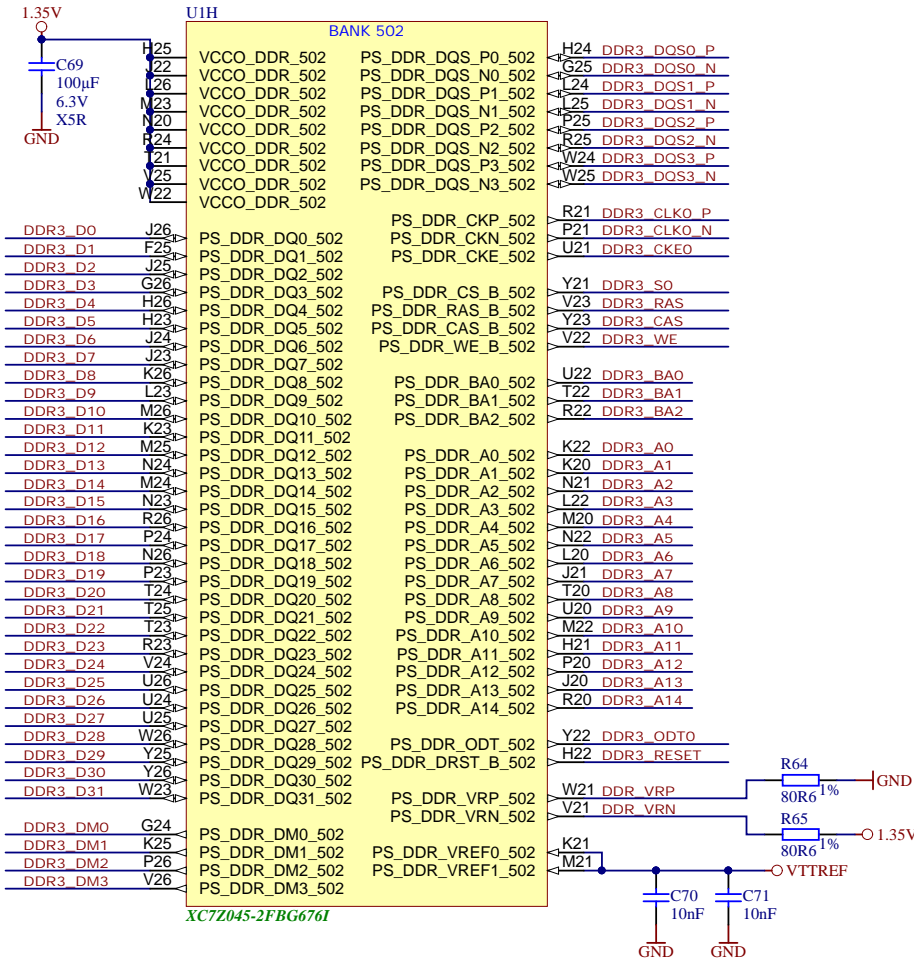 1.35V
U1H
BANK 502
C69
100µF
6.3V
X5R
GND
H25 VCCO_DDR_502
J22 VCCO_DDR_502
L26 VCCO_DDR_502
M23 VCCO_DDR_502
N20 VCCO_DDR_502
R24 VCCO_DDR_502
T21 VCCO_DDR_502
V25 VCCO_DDR_502
W22 VCCO_DDR_502
DDR3_D0 J26 PS_DDR_DQ0_502
DDR3_D1 F25 PS_DDR_DQ1_502
DDR3_D2 J25 PS_DDR_DQ2_502
DDR3_D3 G26 PS_DDR_DQ3_502
DDR3_D4 H26 PS_DDR_DQ4_502
DDR3_D5 H23 PS_DDR_DQ5_502
DDR3_D6 J24 PS_DDR_DQ6_502
DDR3_D7 J23 PS_DDR_DQ7_502
DDR3_D8 K26 PS_DDR_DQ8_502
DDR3_D9 L23 PS_DDR_DQ9_502
DDR3_D10 M26 PS_DDR_DQ10_502
DDR3_D11 K23 PS_DDR_DQ11_502
DDR3_D12 M25 PS_DDR_DQ12_502
DDR3_D13 N24 PS_DDR_DQ13_502
DDR3_D14 M24 PS_DDR_DQ14_502
DDR3_D15 N23 PS_DDR_DQ15_502
DDR3_D16 R26 PS_DDR_DQ16_502
DDR3_D17 P24 PS_DDR_DQ17_502
DDR3_D18 N26 PS_DDR_DQ18_502
DDR3_D19 P23 PS_DDR_DQ19_502
DDR3_D20 T24 PS_DDR_DQ20_502
DDR3_D21 T25 PS_DDR_DQ21_502
DDR3_D22 T23 PS_DDR_DQ22_502
DDR3_D23 R23 PS_DDR_DQ23_502
DDR3_D24 V24 PS_DDR_DQ24_502
DDR3_D25 U26 PS_DDR_DQ25_502
DDR3_D26 U24 PS_DDR_DQ26_502
DDR3_D27 U25 PS_DDR_DQ27_502
DDR3_D28 W26 PS_DDR_DQ28_502
DDR3_D29 Y25 PS_DDR_DQ29_502
DDR3_D30 Y26 PS_DDR_DQ30_502
DDR3_D31 W23 PS_DDR_DQ31_502
DDR3_DM0 G24 PS_DDR_DM0_502
DDR3_DM1 K25 PS_DDR_DM1_502
DDR3_DM2 P26 PS_DDR_DM2_502
DDR3_DM3 V26 PS_DDR_DM3_502
PS_DDR_DQS_P0_502 H24 DDR3_DQS0_P
PS_DDR_DQS_N0_502 G25 DDR3_DQS0_N
PS_DDR_DQS_P1_502 L24 DDR3_DQS1_P
PS_DDR_DQS_N1_502 L25 DDR3_DQS1_N
PS_DDR_DQS_P2_502 P25 DDR3_DQS2_P
PS_DDR_DQS_N2_502 R25 DDR3_DQS2_N
PS_DDR_DQS_P3_502 W24 DDR3_DQS3_P
PS_DDR_DQS_N3_502 W25 DDR3_DQS3_N
PS_DDR_CKP_502 R21 DDR3_CLK0_P
PS_DDR_CKN_502 P21 DDR3_CLK0_N
PS_DDR_CKE_502 U21 DDR3_CKE0
PS_DDR_CS_B_502 Y21 DDR3_S0
PS_DDR_RAS_B_502 V23 DDR3_RAS
PS_DDR_CAS_B_502 Y23 DDR3_CAS
PS_DDR_WE_B_502 V22 DDR3_WE
PS_DDR_BA0_502 U22 DDR3_BA0
PS_DDR_BA1_502 T22 DDR3_BA1
PS_DDR_BA2_502 R22 DDR3_BA2
PS_DDR_A0_502 K22 DDR3_A0
PS_DDR_A1_502 K20 DDR3_A1
PS_DDR_A2_502 N21 DDR3_A2
PS_DDR_A3_502 L22 DDR3_A3
PS_DDR_A4_502 M20 DDR3_A4
PS_DDR_A5_502 N22 DDR3_A5
PS_DDR_A6_502 L20 DDR3_A6
PS_DDR_A7_502 J21 DDR3_A7
PS_DDR_A8_502 T20 DDR3_A8
PS_DDR_A9_502 U20 DDR3_A9
PS_DDR_A10_502 M22 DDR3_A10
PS_DDR_A11_502 H21 DDR3_A11
PS_DDR_A12_502 P20 DDR3_A12
PS_DDR_A13_502 J20 DDR3_A13
PS_DDR_A14_502 R20 DDR3_A14
PS_DDR_ODT_502 Y22 DDR3_ODT0
PS_DDR_DRST_B_502 H22 DDR3_RESET
PS_DDR_VRP_502 W21 DDR_VRP
PS_DDR_VRN_502 V21 DDR_VRN
PS_DDR_VREF0_502 K21
PS_DDR_VREF1_502 M21
R64
80R6 1%
GND
R65
80R6 1%
1.35V
VTTREF
C70
10nF
GND
C71
10nF
GND
XC7Z045-2FBG676I